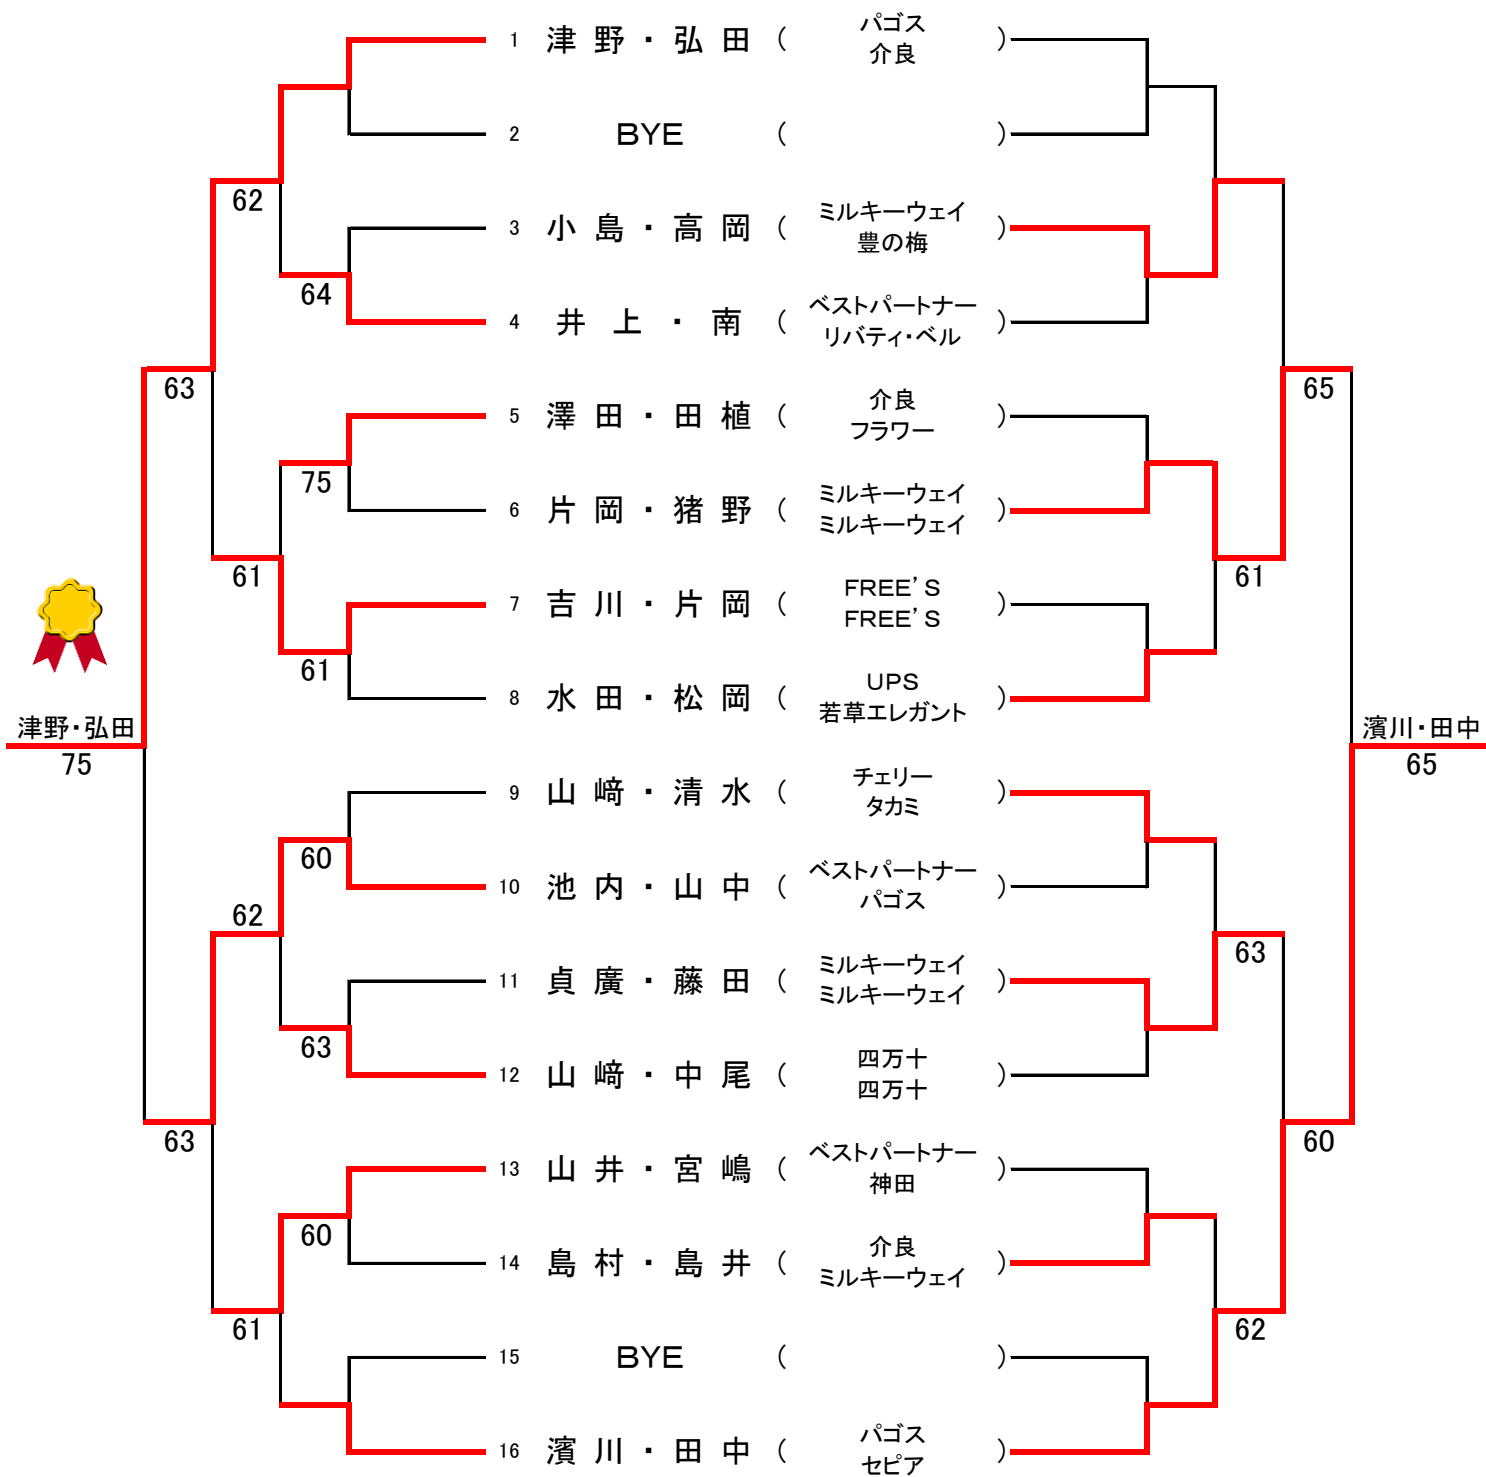 1 津野・弘田 ( パゴス
介良 )
2 BYE ( )
62
3 小島・高岡 ( ミルキーウェイ
豊の梅 )
64
4 井上・南 ( ベストパートナー
リバティ・ベル )
63
65
5 澤田・田植 ( 介良
フラワー )
75
6 片岡・猪野 ( ミルキーウェイ
ミルキーウェイ )
61
61
7 吉川・片岡 ( FREE'S
FREE'S )
61
8 水田・松岡 ( UPS
若草エレガント )
津野・弘田
75
濱川・田中
65
9 山﨑・清水 ( チェリー
タカミ )
60
10 池内・山中 ( ベストパートナー
パゴス )
62
63
11 貞廣・藤田 ( ミルキーウェイ
ミルキーウェイ )
63
12 山﨑・中尾 ( 四万十
四万十 )
63
60
13 山井・宮嶋 ( ベストパートナー
神田 )
60
14 島村・島井 ( 介良
ミルキーウェイ )
61
62
15 BYE ( )
16 濱川・田中 ( パゴス
セピア )